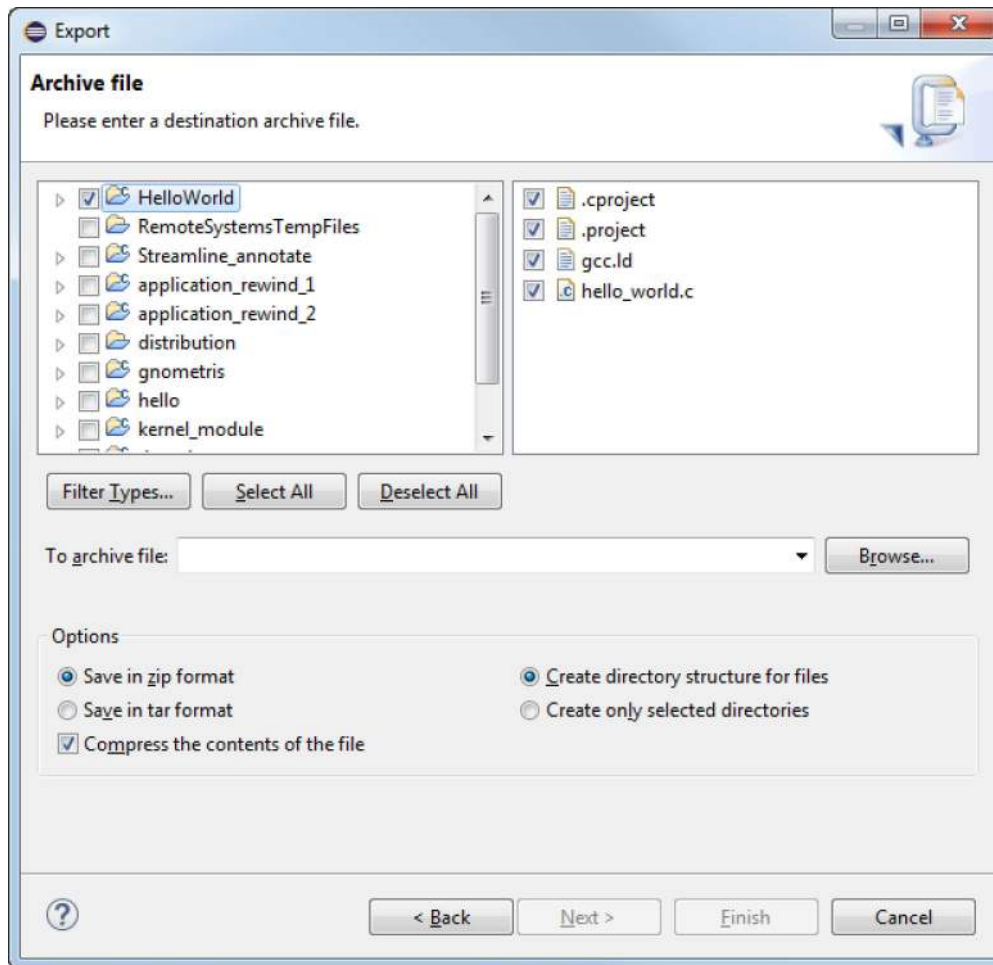 Export
Archive file
Please enter a destination archive file.
HelloWorld
RemoteSystemsTempFiles
Streamline_annotate
application_rewind_1
application_rewind_2
distribution
gnometris
hello
kernel_module
.cproject
.project
gcc.ld
hello_world.c
Filter Types... Select All Deselect All
To archive file: Browse...
Options
Save in zip format
Save in tar format
Compress the contents of the file
Create directory structure for files
Create only selected directories
? < Back Next > Finish Cancel